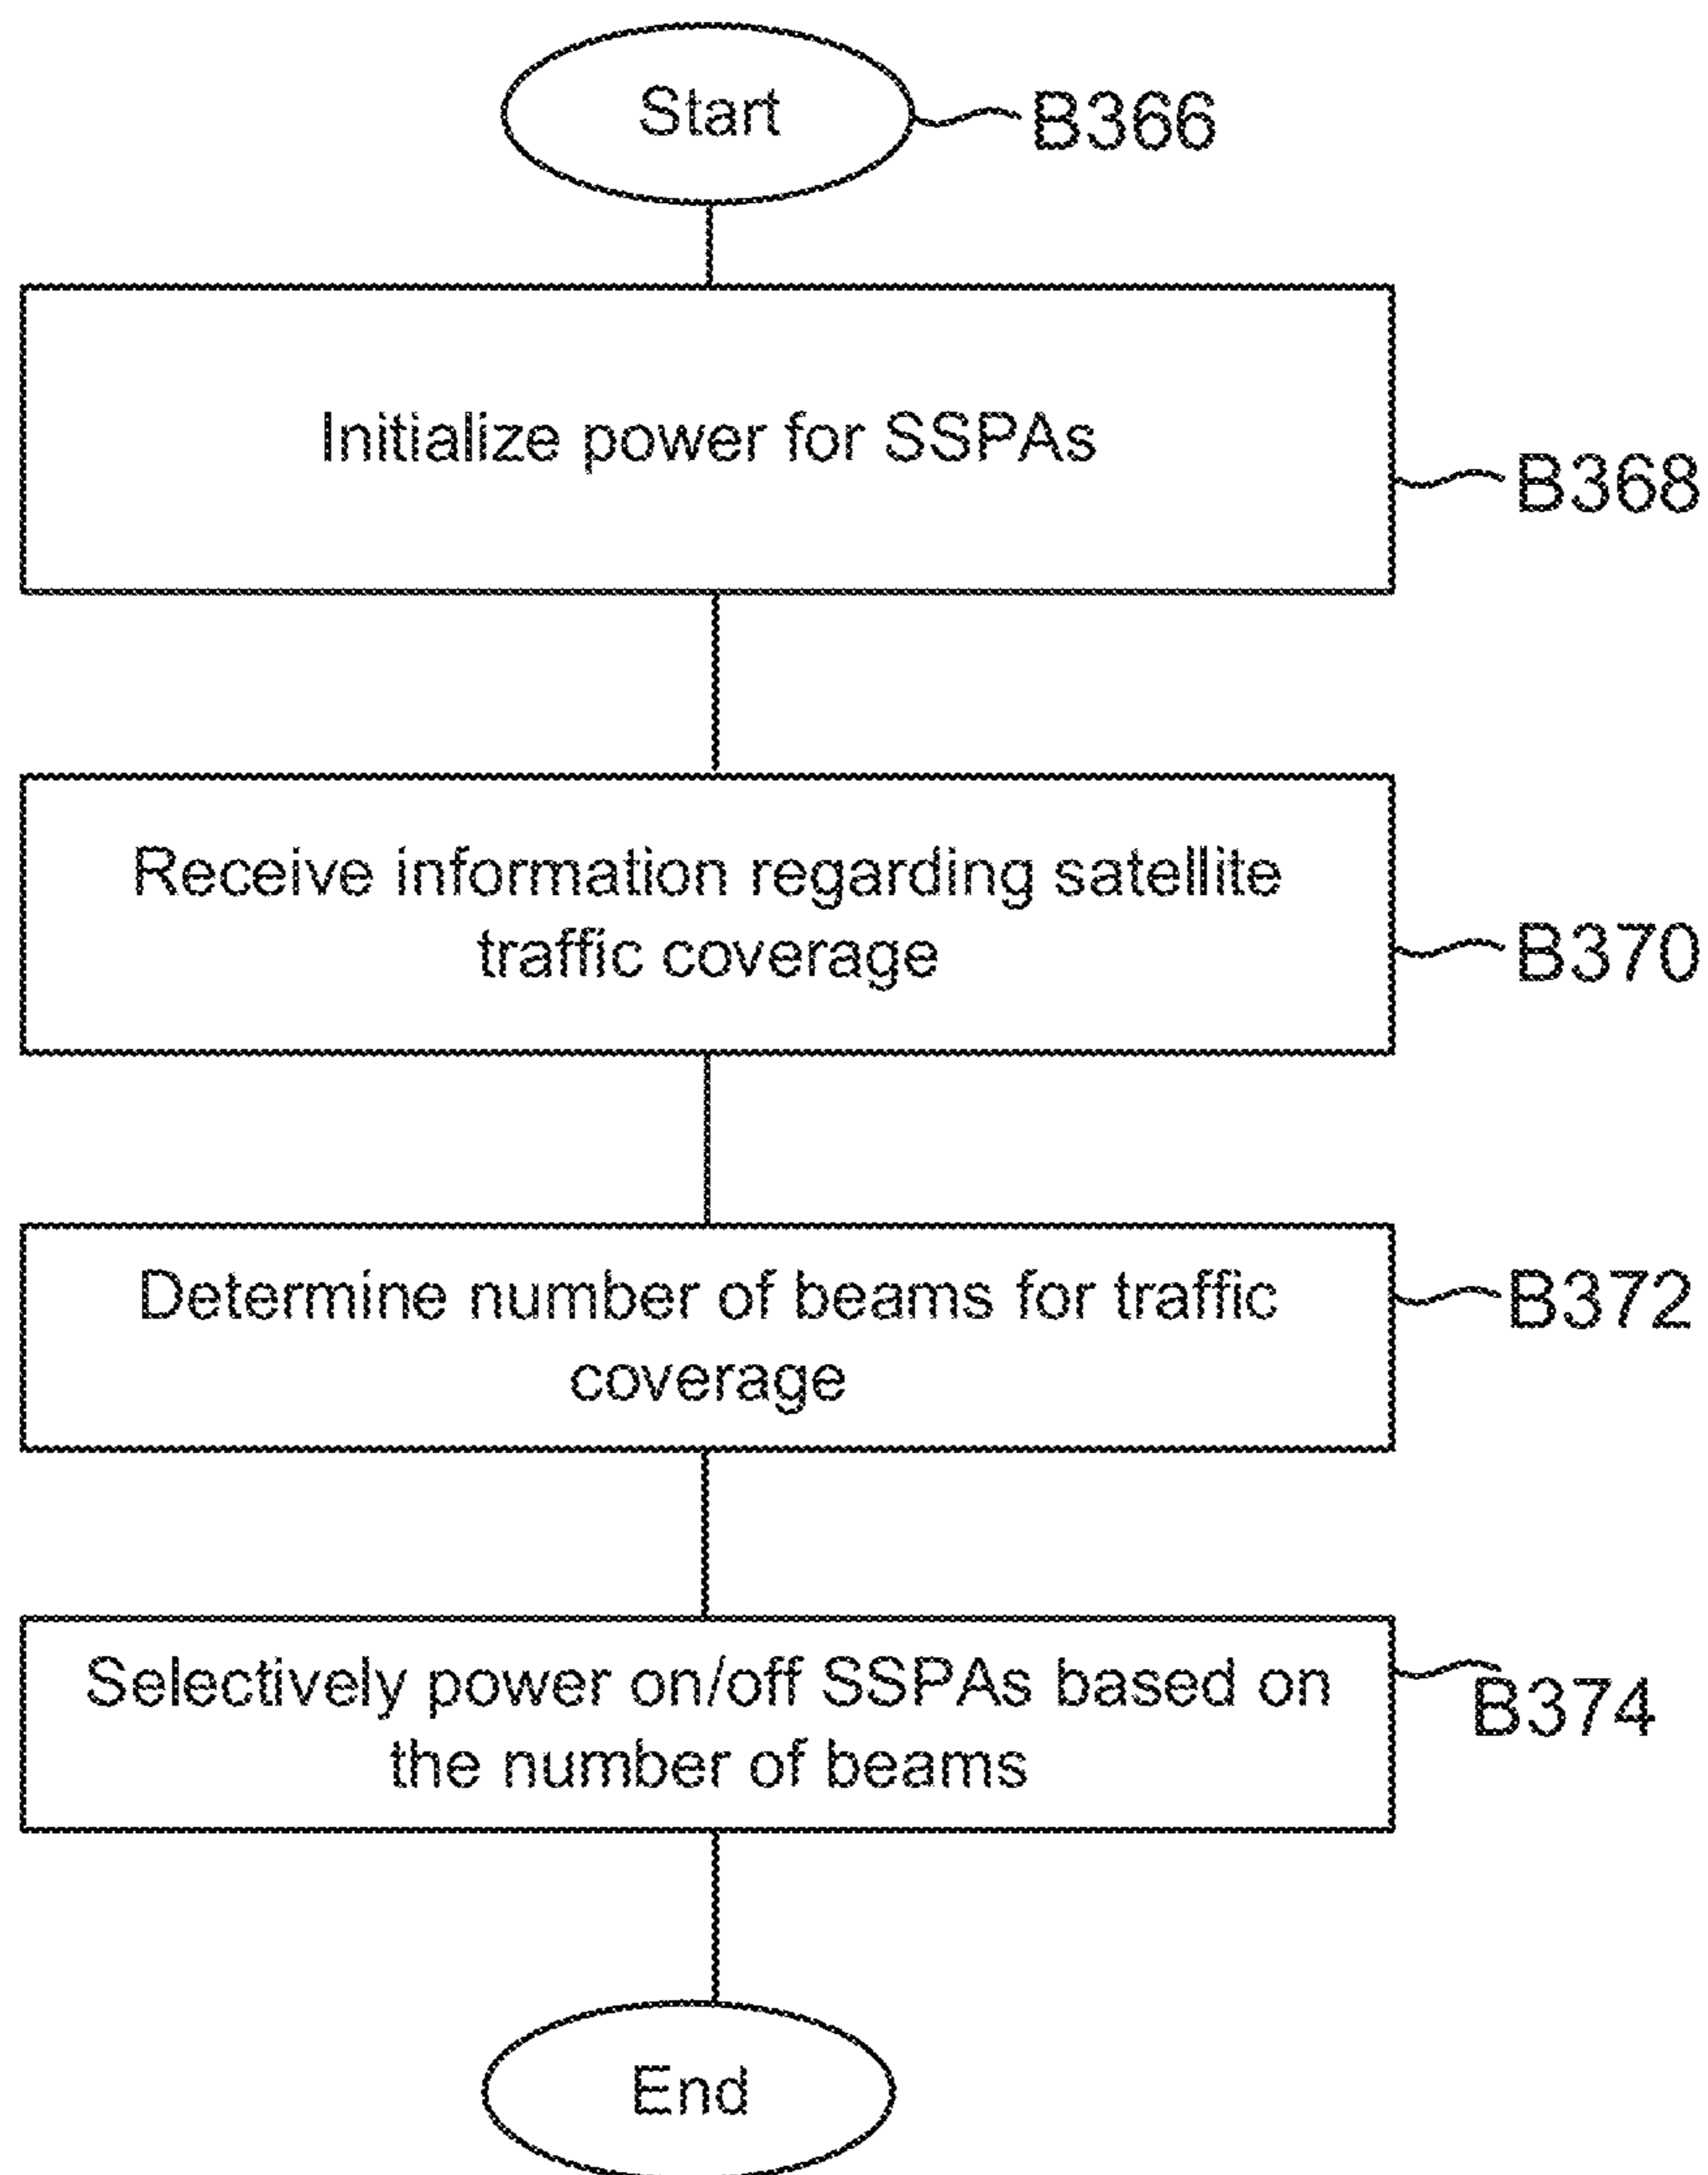 Start
B366
Initialize power for SSPAs
B368
Receive information regarding satellite
traffic coverage
B370
Determine number of beams for traffic
coverage
B372
Selectively power on/off SSPAs based on
the number of beams
B374
End